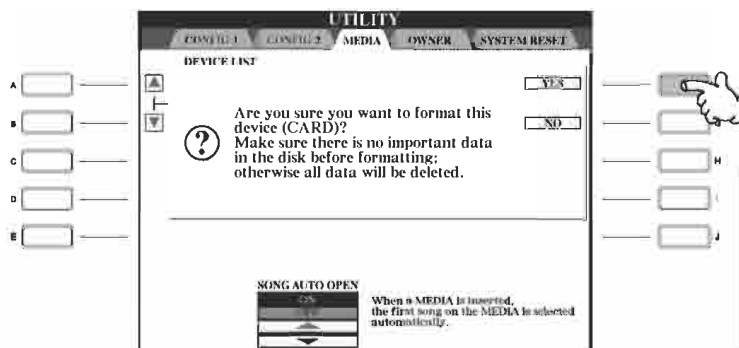 UTILITY
CONFIG 1 CONFIG 2 MEDIA OWNER SYSTEM RESET
DEVICE LIST
A
YES
B
Are you sure you want to format this
device (CARD)?
NO
Make sure there is no important data
in the disk before formatting;
otherwise all data will be deleted.
C
H
D
I
E
J
SONG AUTO OPEN
ON
When a MEDIA is inserted,
the first song on the MEDIA is selected
automatically.